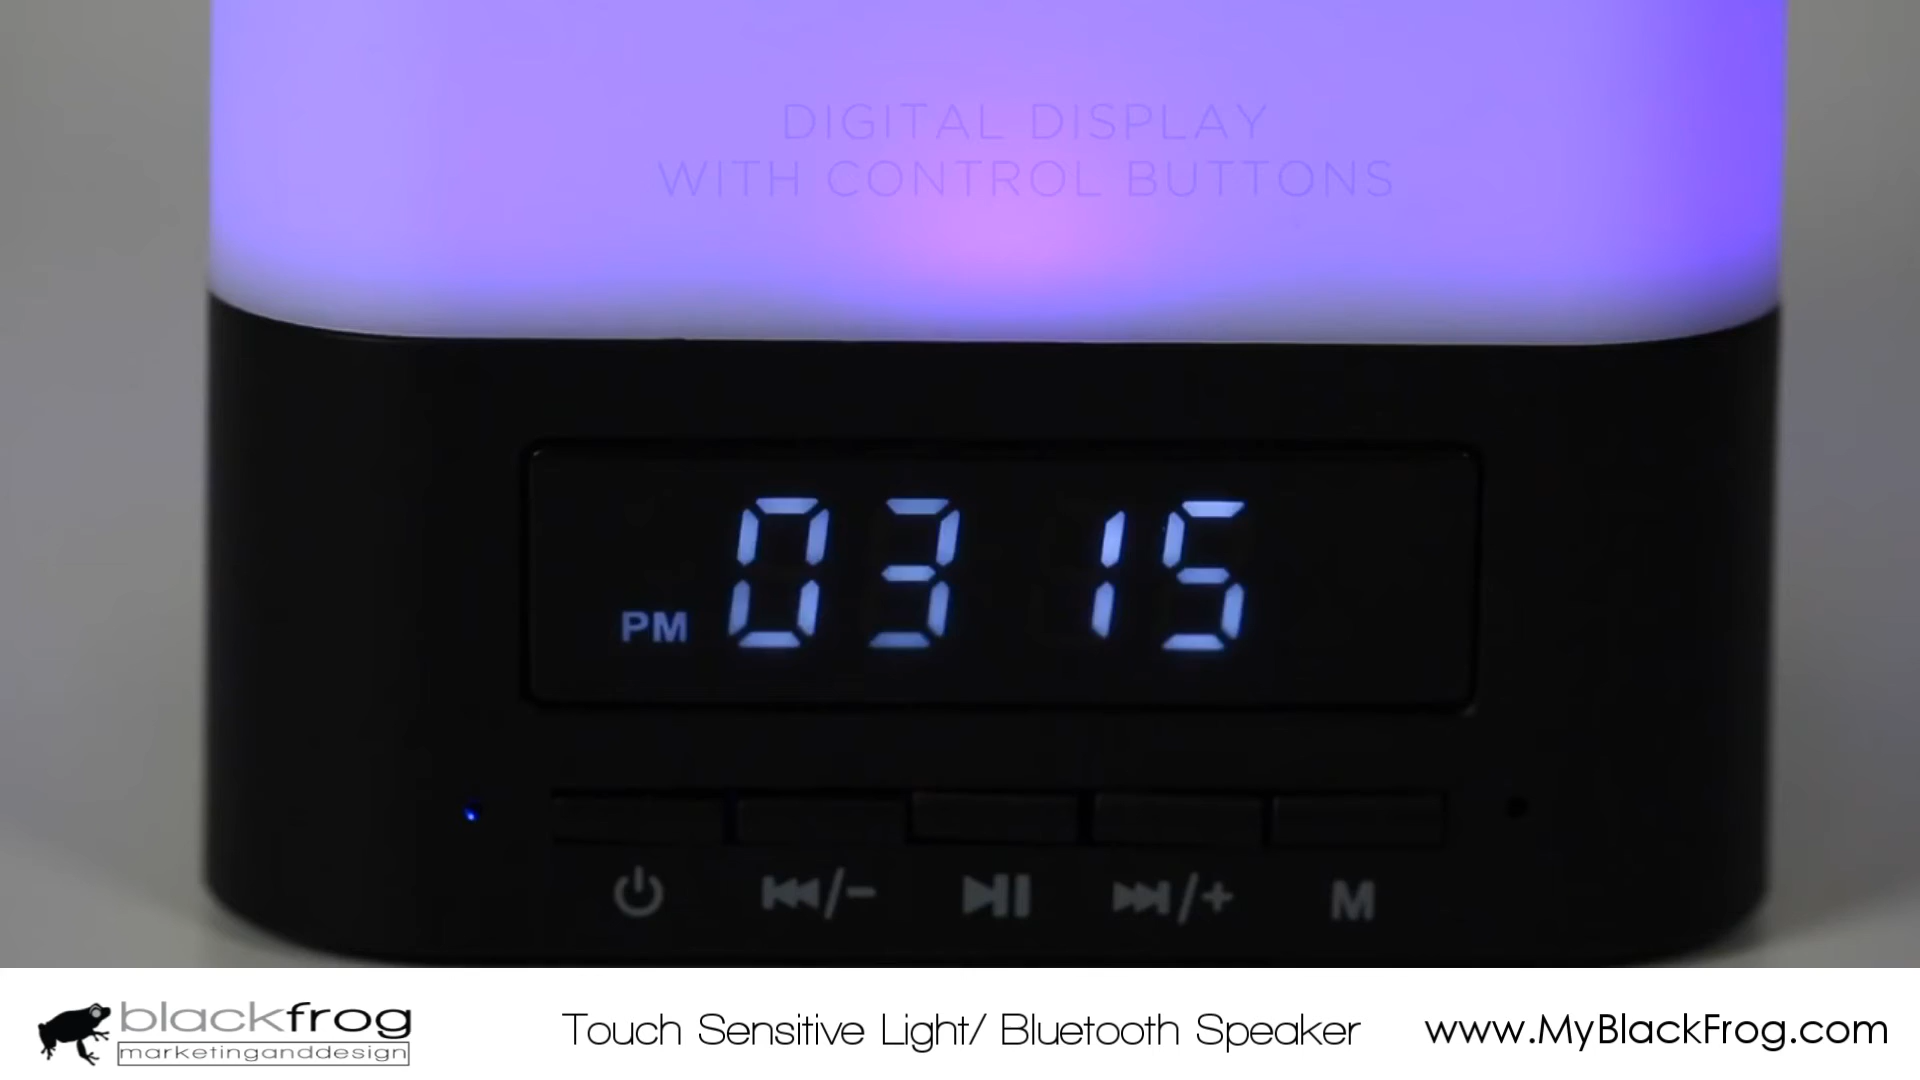 DIGITAL DISPLAY
WITH CONTROL BUTTONS
PM 03 15
M
blackfrog
marketinganddesign
Touch Sensitive Light/ Bluetooth Speaker
www.MyBlackFrog.com